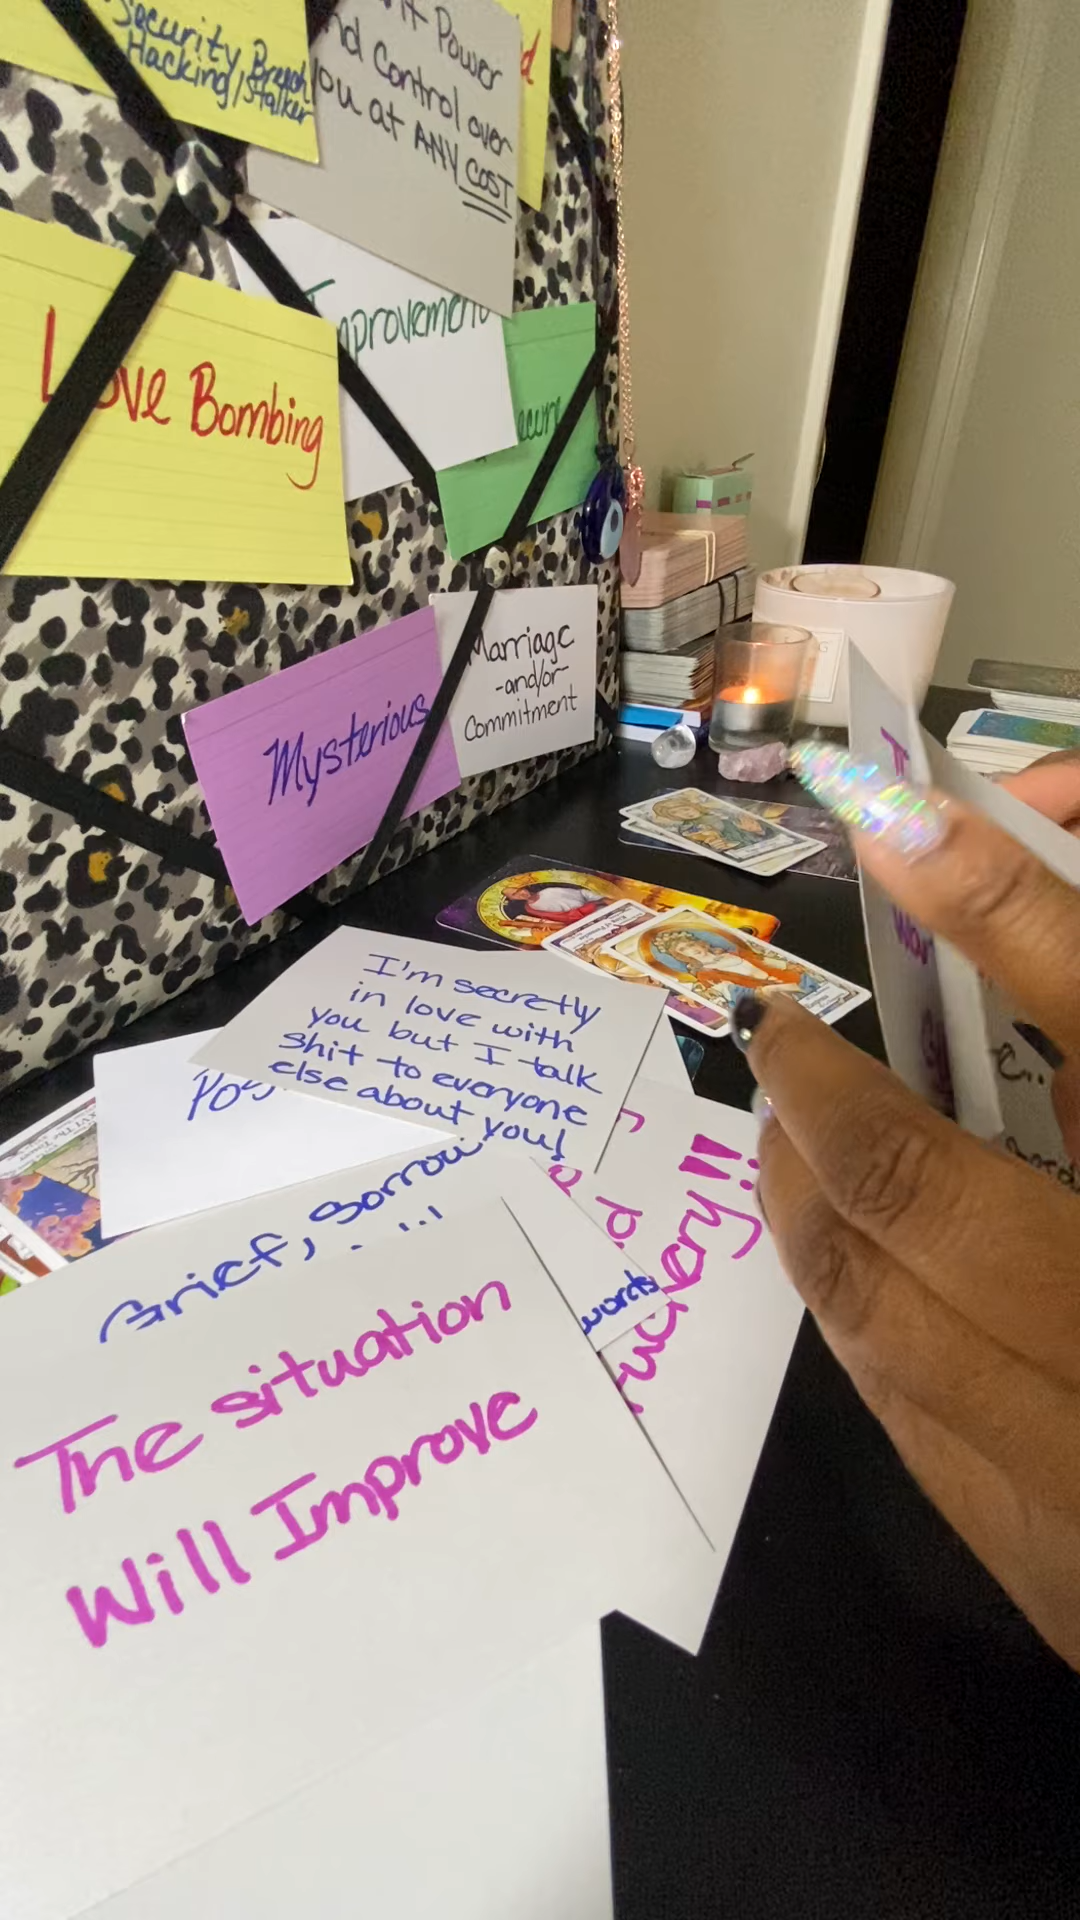 Security Breach
Hacking/stalker
Power
Control over
you at ANY COST
Improvement
Love Bombing
Mysterious
Marriage
-and/or-
Commitment
I'm secretly
in love with
you but I talk
shit to everyone
else about you!
Grief, sorrow
...
The situation
Will Improve
words